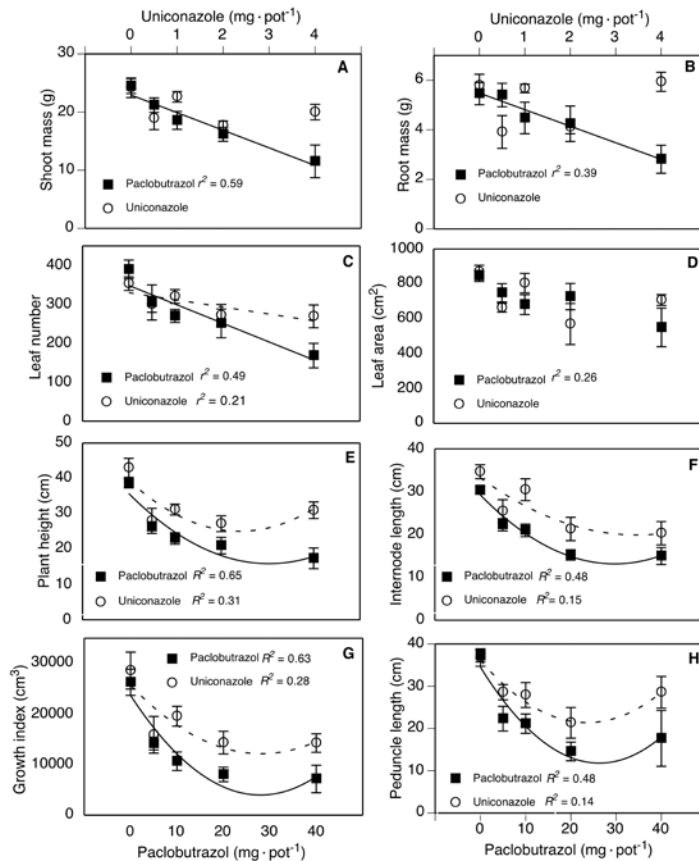 Uniconazole (mg · pot⁻¹)
0 1 2 3 4
Uniconazole (mg · pot⁻¹)
0 1 2 3 4
A
Shoot mass (g)
30
20
10
0
Paclobutrazol r² = 0.59
Uniconazole
B
Root mass (g)
6
4
2
0
Paclobutrazol r² = 0.39
Uniconazole
C
Leaf number
400
300
200
100
0
Paclobutrazol r² = 0.49
Uniconazole r² = 0.21
D
Leaf area (cm²)
1000
800
600
400
200
0
Paclobutrazol r² = 0.26
Uniconazole
E
Plant height (cm)
50
40
30
20
10
0
Paclobutrazol R² = 0.65
Uniconazole R² = 0.31
F
Internode length (cm)
40
30
20
10
0
Paclobutrazol R² = 0.48
Uniconazole R² = 0.15
G
Growth index (cm³)
30000
20000
10000
0
Paclobutrazol R² = 0.63
Uniconazole R² = 0.28
H
Peduncle length (cm)
40
30
20
10
0
Paclobutrazol R² = 0.48
Uniconazole R² = 0.14
0 10 20 30 40
Paclobutrazol (mg · pot⁻¹)
0 10 20 30 40
Paclobutrazol (mg · pot⁻¹)